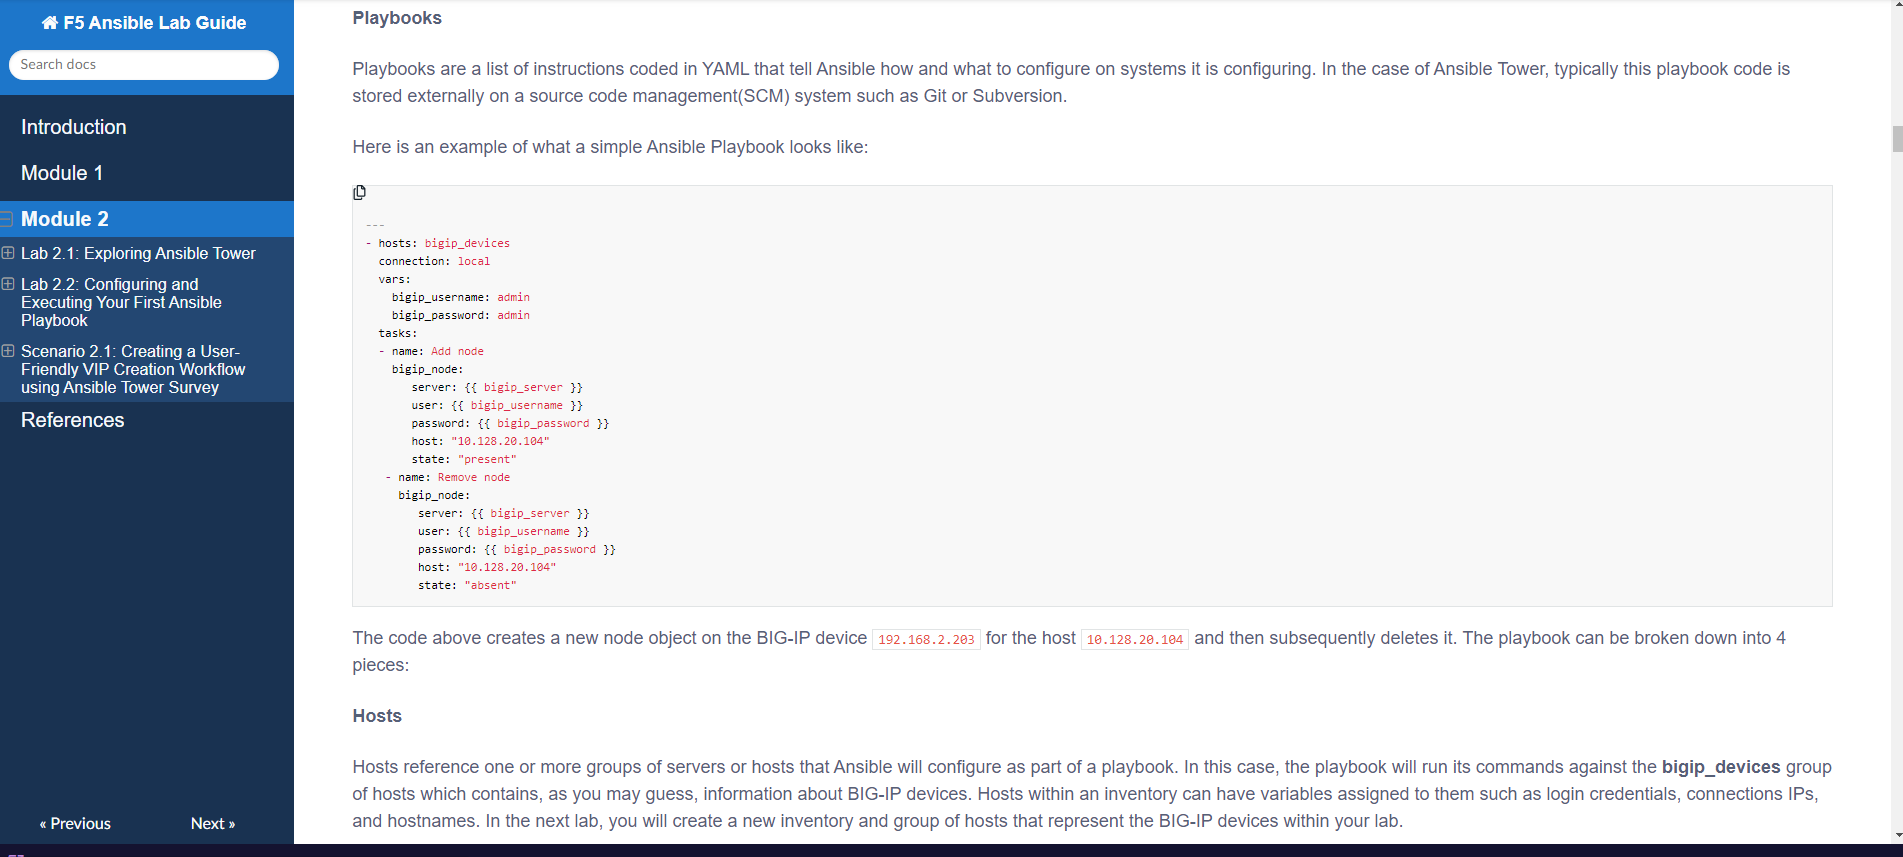 F5 Ansible Lab Guide
Search docs
Introduction
Module 1
Module 2
Lab 2.1: Exploring Ansible Tower
Lab 2.2: Configuring and
Executing Your First Ansible
Playbook
Scenario 2.1: Creating a User-
Friendly VIP Creation Workflow
using Ansible Tower Survey
References
« Previous
Next »
Playbooks
Playbooks are a list of instructions coded in YAML that tell Ansible how and what to configure on systems it is configuring. In the case of Ansible Tower, typically this playbook code is
stored externally on a source code management(SCM) system such as Git or Subversion.
Here is an example of what a simple Ansible Playbook looks like:
---
- hosts: bigip_devices
  connection: local
  vars:
    bigip_username: admin
    bigip_password: admin
  tasks:
  - name: Add node
    bigip_node:
       server: {{ bigip_server }}
       user: {{ bigip_username }}
       password: {{ bigip_password }}
       host: "10.128.20.104"
       state: "present"
   - name: Remove node
     bigip_node:
        server: {{ bigip_server }}
        user: {{ bigip_username }}
        password: {{ bigip_password }}
        host: "10.128.20.104"
        state: "absent"
The code above creates a new node object on the BIG-IP device 192.168.2.203 for the host 10.128.20.104 and then subsequently deletes it. The playbook can be broken down into 4
pieces:
Hosts
Hosts reference one or more groups of servers or hosts that Ansible will configure as part of a playbook. In this case, the playbook will run its commands against the bigip_devices group
of hosts which contains, as you may guess, information about BIG-IP devices. Hosts within an inventory can have variables assigned to them such as login credentials, connections IPs,
and hostnames. In the next lab, you will create a new inventory and group of hosts that represent the BIG-IP devices within your lab.